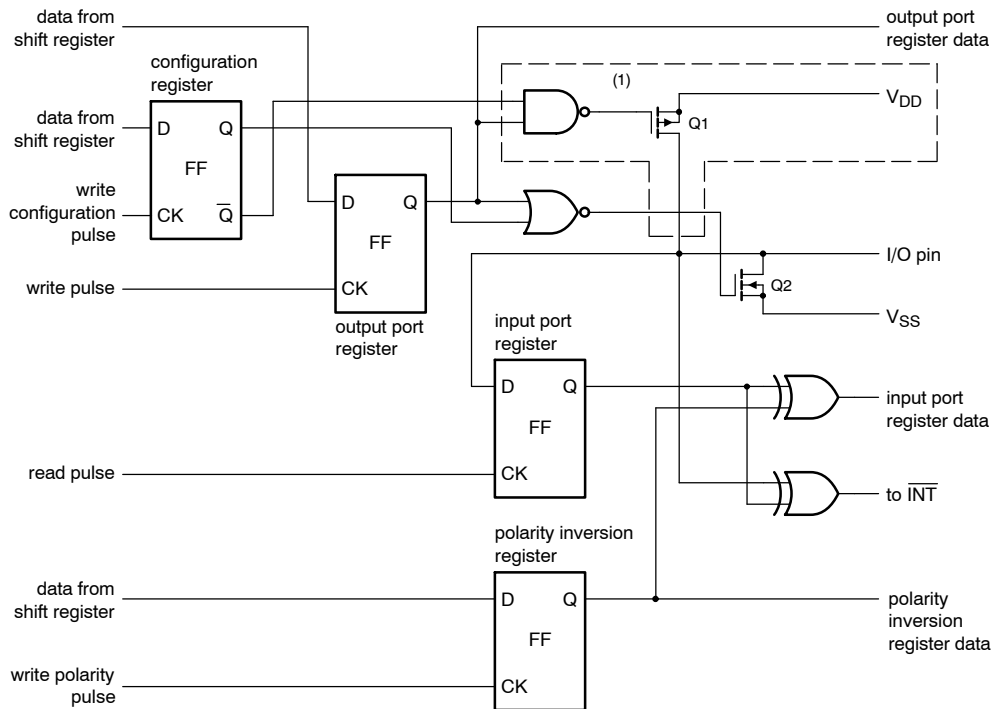 data from
shift register
output port
register data
configuration
register
(1)
VDD
Q1
data from
shift register
D
Q
FF
write
configuration
pulse
CK
Q̅
D
Q
FF
CK
I/O pin
Q2
write pulse
output port
register
VSS
input port
register
D
Q
FF
CK
input port
register data
read pulse
to I̅N̅T̅
polarity inversion
register
data from
shift register
D
Q
FF
CK
polarity
inversion
register data
write polarity
pulse